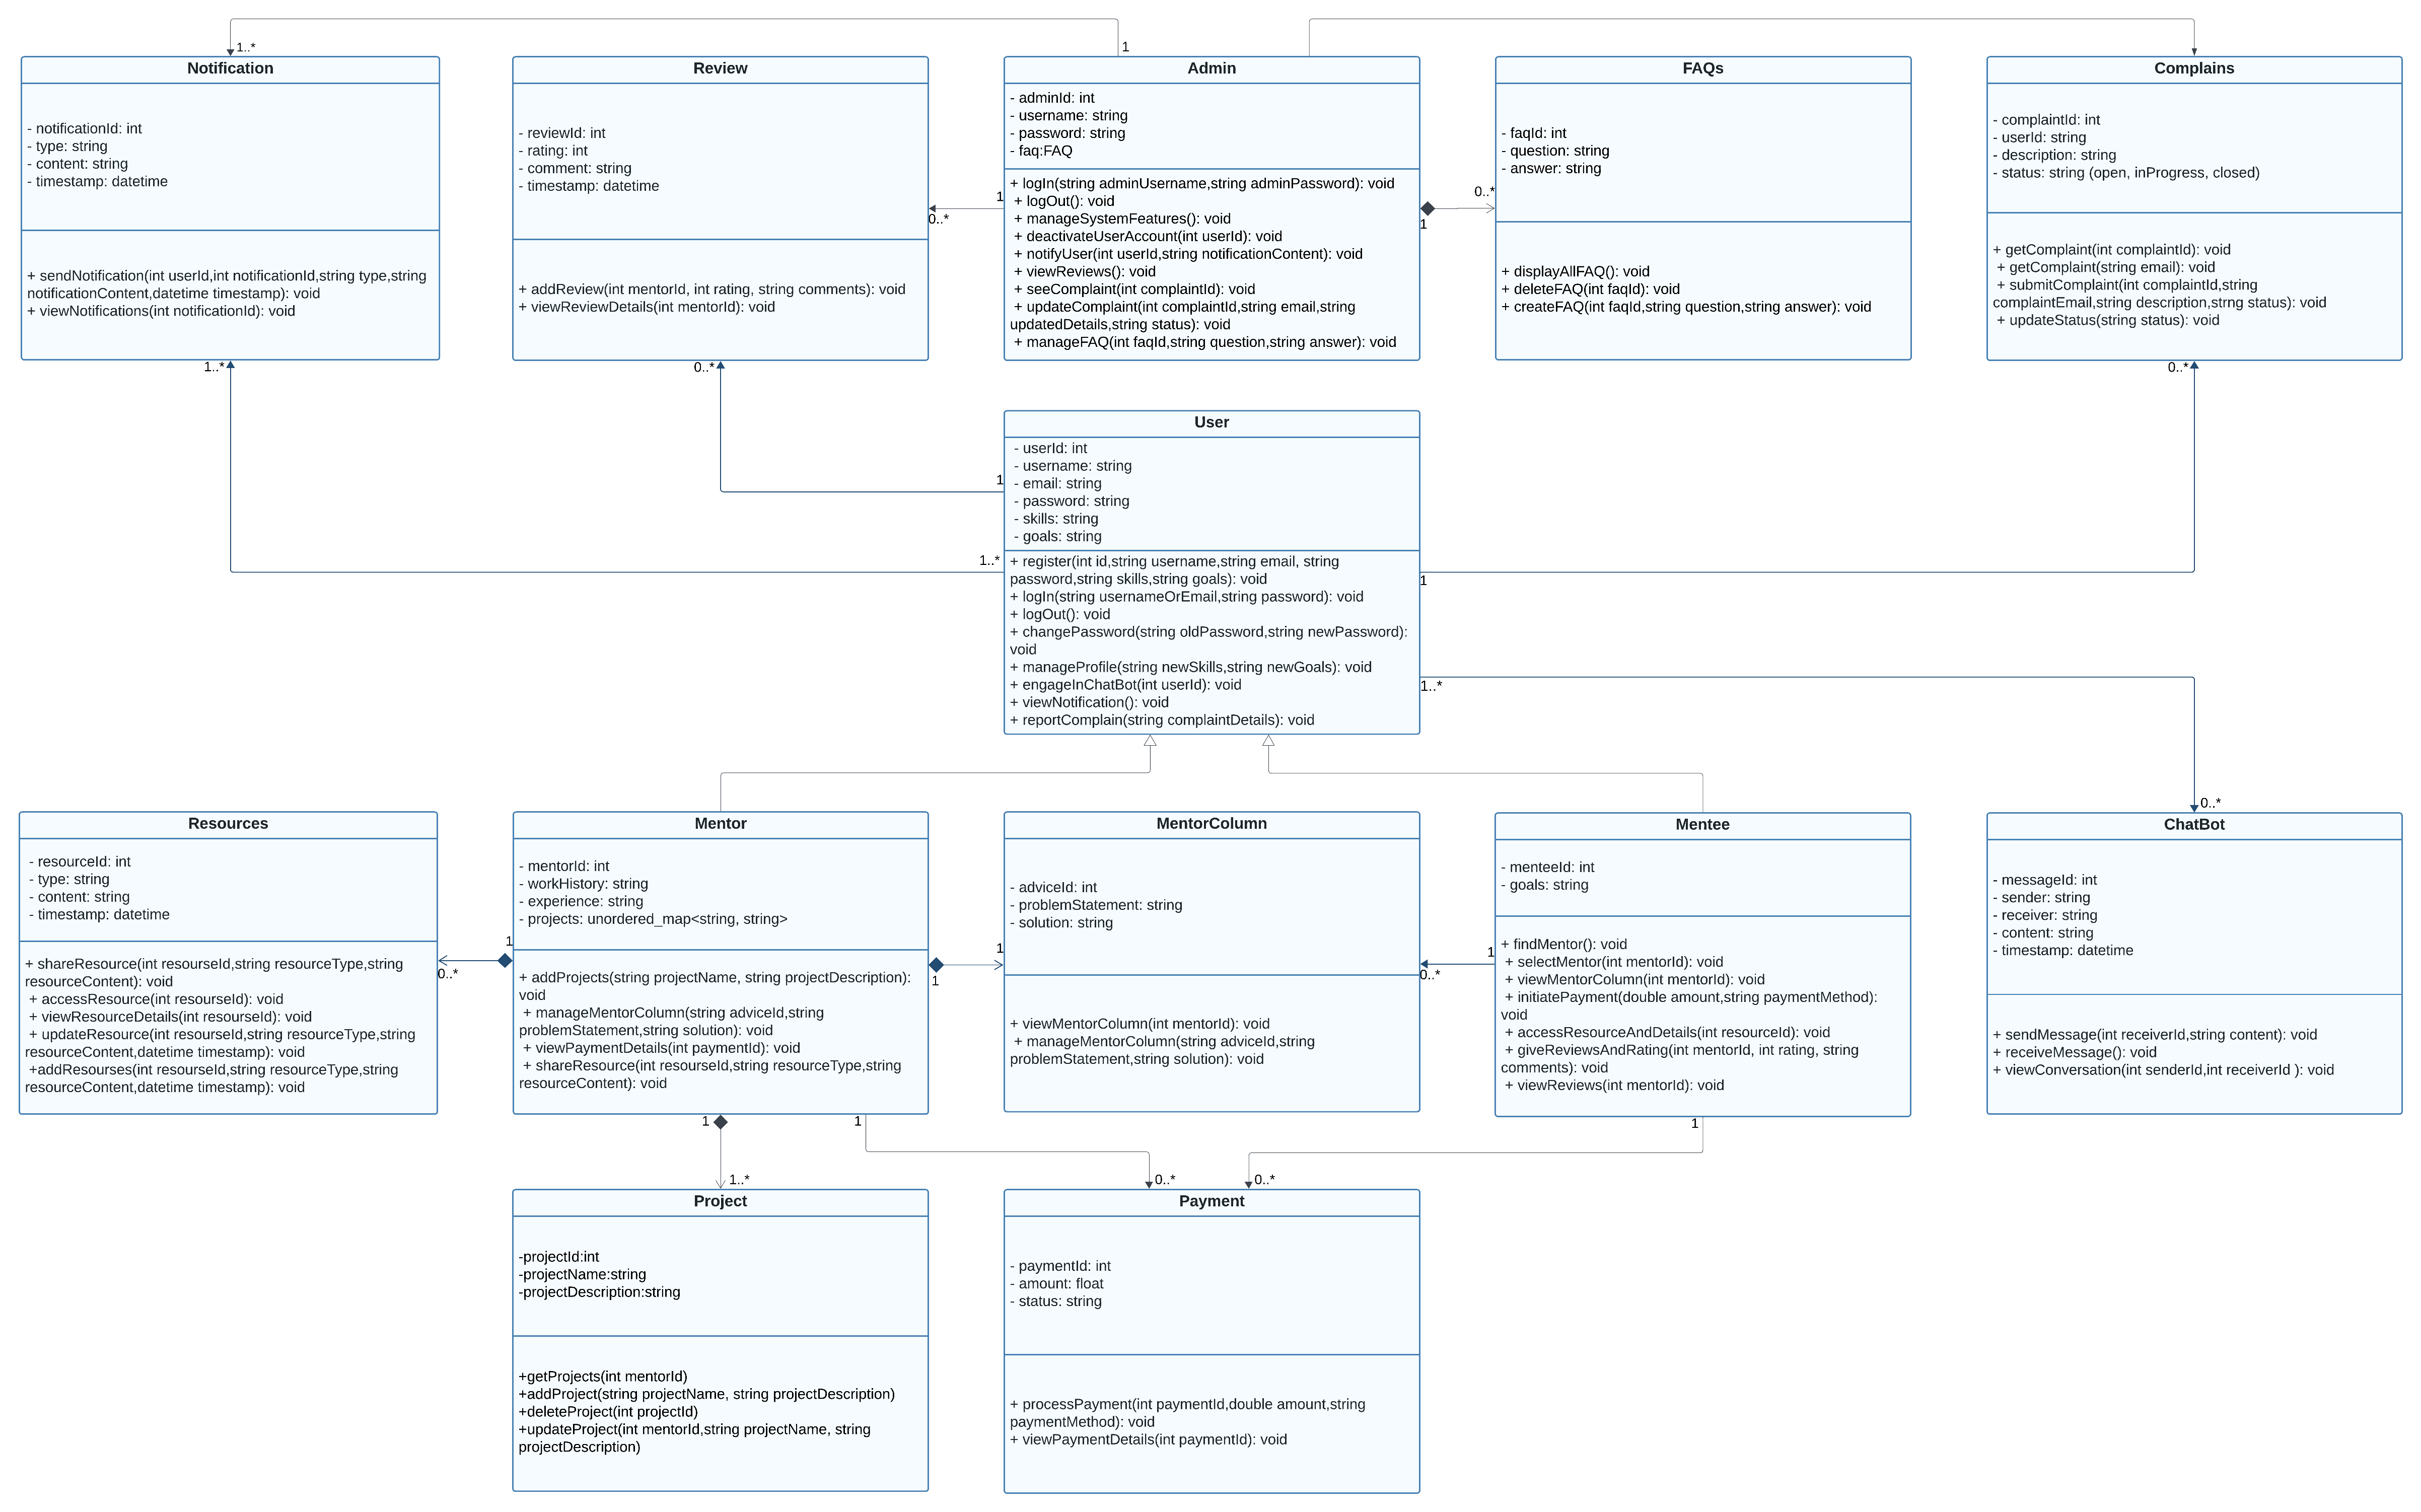 1..*
1
Notification
- notificationId: int
- type: string
- content: string
- timestamp: datetime
+ sendNotification(int userId,int notificationId,string type,string
notificationContent,datetime timestamp): void
+ viewNotifications(int notificationId): void
1..*
Review
- reviewId: int
- rating: int
- comment: string
- timestamp: datetime
+ addReview(int mentorId, int rating, string comments): void
+ viewReviewDetails(int mentorId): void
0..*
0..*
1
Admin
- adminId: int
- username: string
- password: string
- faq:FAQ
+ logIn(string adminUsername,string adminPassword): void
+ logOut(): void
+ manageSystemFeatures(): void
+ deactivateUserAccount(int userId): void
+ notifyUser(int userId,string notificationContent): void
+ viewReviews(): void
+ seeComplaint(int complaintId): void
+ updateComplaint(int complaintId,string email,string
updatedDetails,string status): void
+ manageFAQ(int faqId,string question,string answer): void
1
0..*
FAQs
- faqId: int
- question: string
- answer: string
+ displayAllFAQ(): void
+ deleteFAQ(int faqId): void
+ createFAQ(int faqId,string question,string answer): void
Complains
- complaintId: int
- userId: string
- description: string
- status: string (open, inProgress, closed)
+ getComplaint(int complaintId): void
+ getComplaint(string email): void
+ submitComplaint(int complaintId,string
complaintEmail,string description,strng status): void
+ updateStatus(string status): void
0..*
User
- userId: int
- username: string
- email: string
- password: string
- skills: string
- goals: string
+ register(int id,string username,string email, string
password,string skills,string goals): void
+ logIn(string usernameOrEmail,string password): void
+ logOut(): void
+ changePassword(string oldPassword,string newPassword):
void
+ manageProfile(string newSkills,string newGoals): void
+ engageInChatBot(int userId): void
+ viewNotification(): void
+ reportComplain(string complaintDetails): void
1
1..*
1
1..*
0..*
Resources
- resourceId: int
- type: string
- content: string
- timestamp: datetime
+ shareResource(int resourseId,string resourceType,string
resourceContent): void
+ accessResource(int resourseId): void
+ viewResourceDetails(int resourseId): void
+ updateResource(int resourseId,string resourceType,string
resourceContent,datetime timestamp): void
+addResourses(int resourseId,string resourceType,string
resourceContent,datetime timestamp): void
0..*
1
Mentor
- mentorId: int
- workHistory: string
- experience: string
- projects: unordered_map<string, string>
+ addProjects(string projectName, string projectDescription):
void
+ manageMentorColumn(string adviceId,string
problemStatement,string solution): void
+ viewPaymentDetails(int paymentId): void
+ shareResource(int resourseId,string resourceType,string
resourceContent): void
1
1
MentorColumn
- adviceId: int
- problemStatement: string
- solution: string
+ viewMentorColumn(int mentorId): void
+ manageMentorColumn(string adviceId,string
problemStatement,string solution): void
0..*
1
Mentee
- menteeId: int
- goals: string
+ findMentor(): void
+ selectMentor(int mentorId): void
+ viewMentorColumn(int mentorId): void
+ initiatePayment(double amount,string paymentMethod):
void
+ accessResourceAndDetails(int resourceId): void
+ giveReviewsAndRating(int mentorId, int rating, string
comments): void
+ viewReviews(int mentorId): void
ChatBot
- messageId: int
- sender: string
- receiver: string
- content: string
- timestamp: datetime
+ sendMessage(int receiverId,string content): void
+ receiveMessage(): void
+ viewConversation(int senderId,int receiverId ): void
1
1
1
1..*
0..*
0..*
Project
-projectId:int
-projectName:string
-projectDescription:string
+getProjects(int mentorId)
+addProject(string projectName, string projectDescription)
+deleteProject(int projectId)
+updateProject(int mentorId,string projectName, string
projectDescription)
Payment
- paymentId: int
- amount: float
- status: string
+ processPayment(int paymentId,double amount,string
paymentMethod): void
+ viewPaymentDetails(int paymentId): void